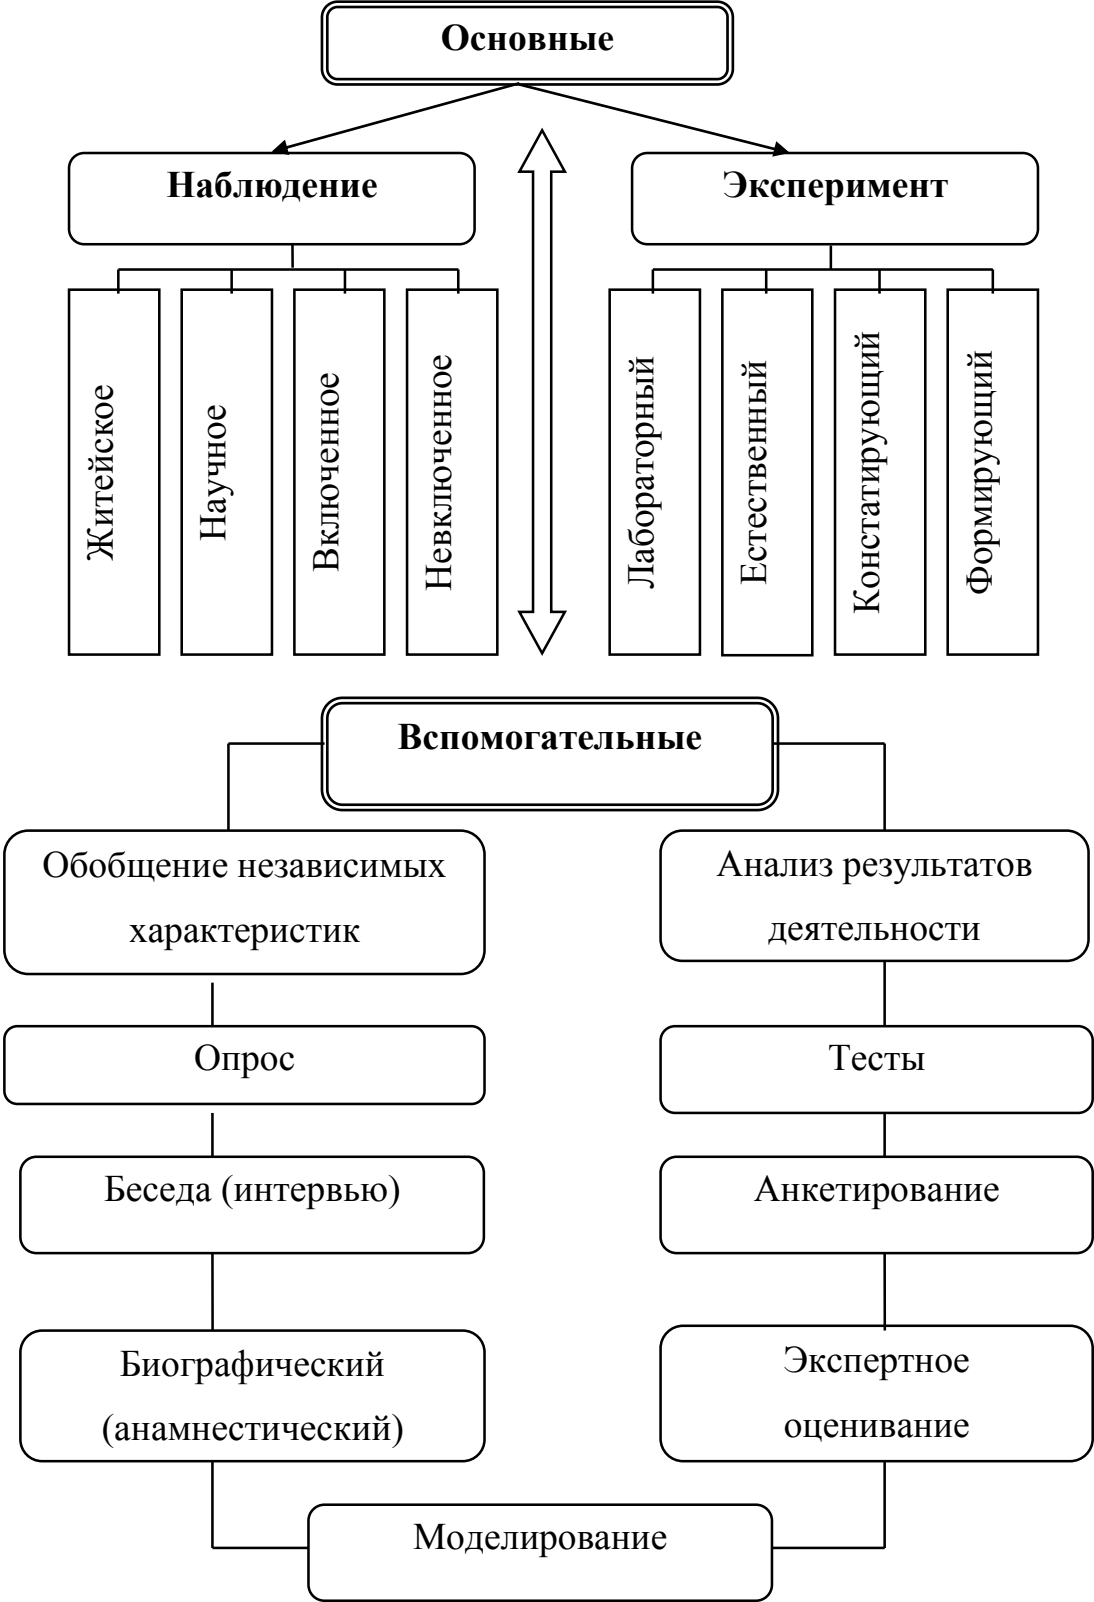 Основные
Наблюдение
Эксперимент
Житейское
Научное
Включенное
Невключенное
Лабораторный
Естественный
Констатирующий
Формирующий
Вспомогательные
Обобщение независимых
характеристик
Анализ результатов
деятельности
Опрос
Тесты
Беседа (интервью)
Анкетирование
Биографический
(анамнестический)
Экспертное
оценивание
Моделирование